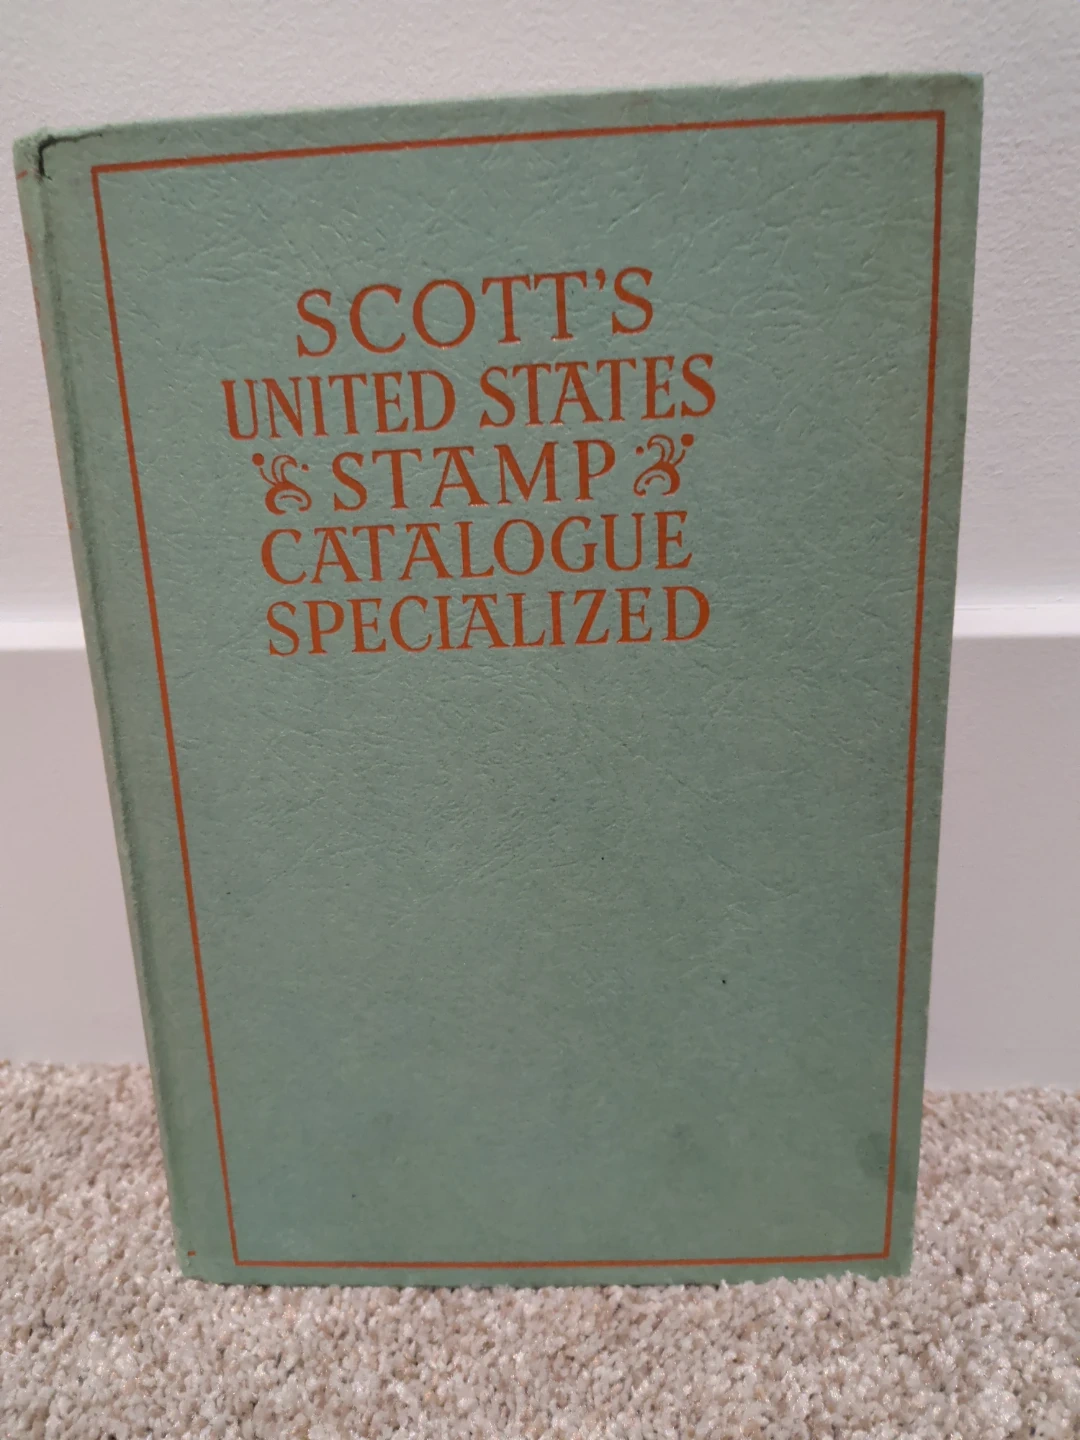 SCOTT'S
UNITED STATES
STAMP
CATALOGUE
SPECIALIZED